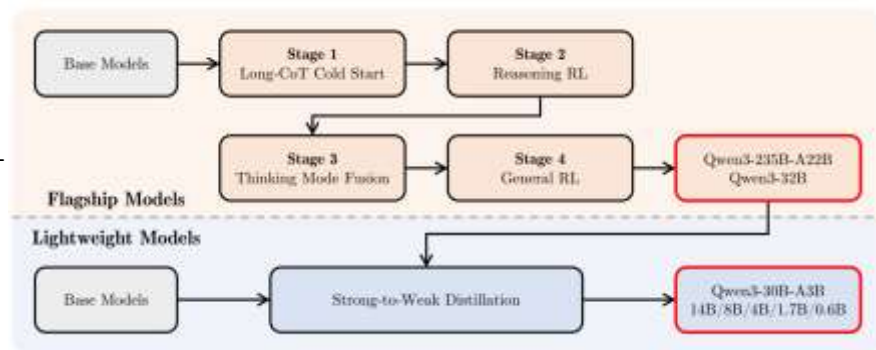 Base Models
Stage 1
Long-CoT Cold Start
Stage 2
Reasoning RL
Stage 3
Thinking Mode Fusion
Stage 4
General RL
Qwen3-235B-A22B
Qwen3-32B
Flagship Models
Lightweight Models
Base Models
Strong-to-Weak Distillation
Qwen3-30B-A3B
14B/8B/4B/1.7B/0.6B